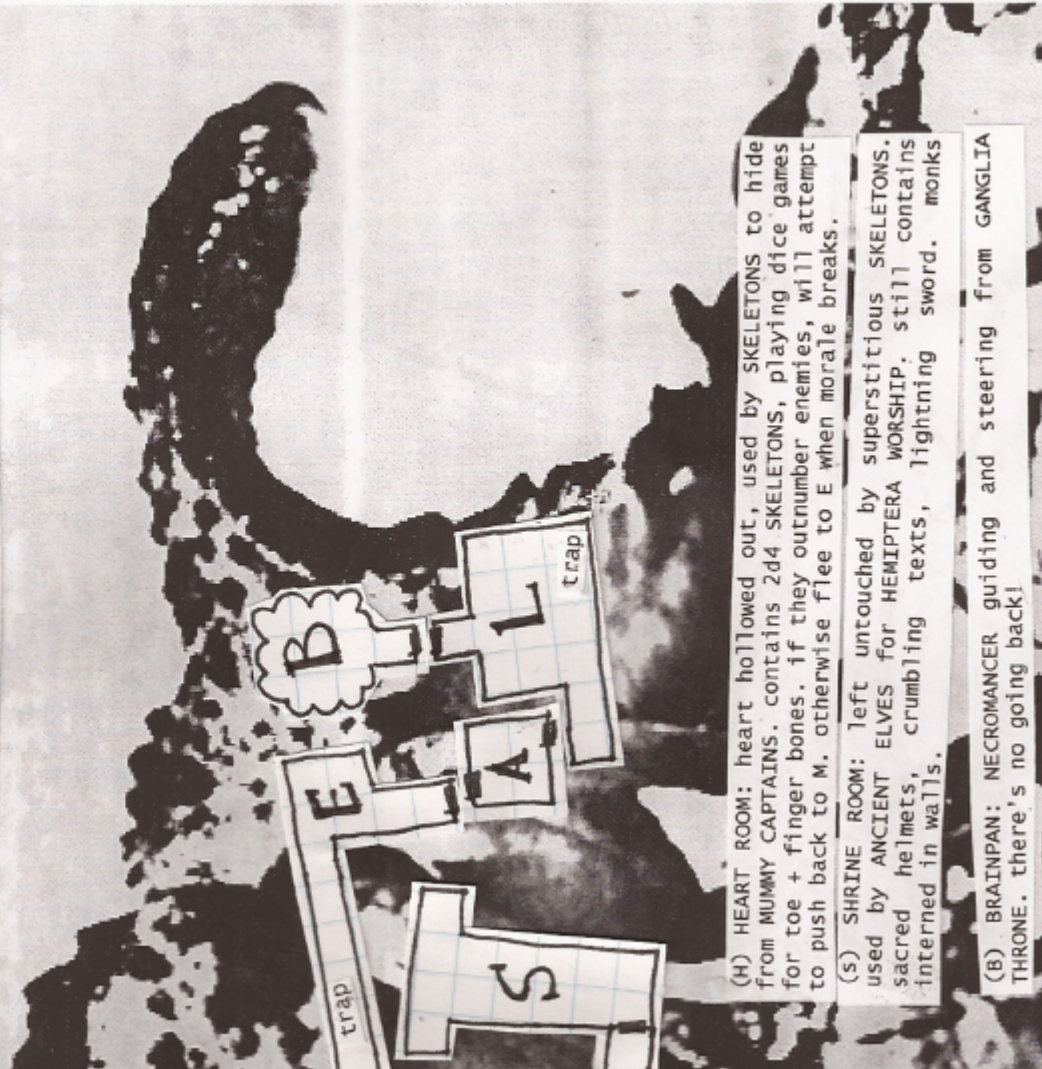 (H) HEART ROOM: heart hollowed out, used by SKELETONS to hide
from MUMMY CAPTAINS. contains 2d4 SKELETONS, playing dice games
for toe + finger bones. if they outnumber enemies, will attempt
to push back to M. otherwise flee to E when morale breaks.
(S) SHRINE ROOM: left untouched by superstitious SKELETONS.
used by ANCIENT ELVES for HEMIPTERA WORSHIP. still contains
sacred helmets, crumbling texts, lightning sword. monks
interned in walls.
(B) BRAINPAN: NECROMANCER guiding and steering from GANGLIA
THRONE. there's no going back!
B
L
trap
E
A
trap
S